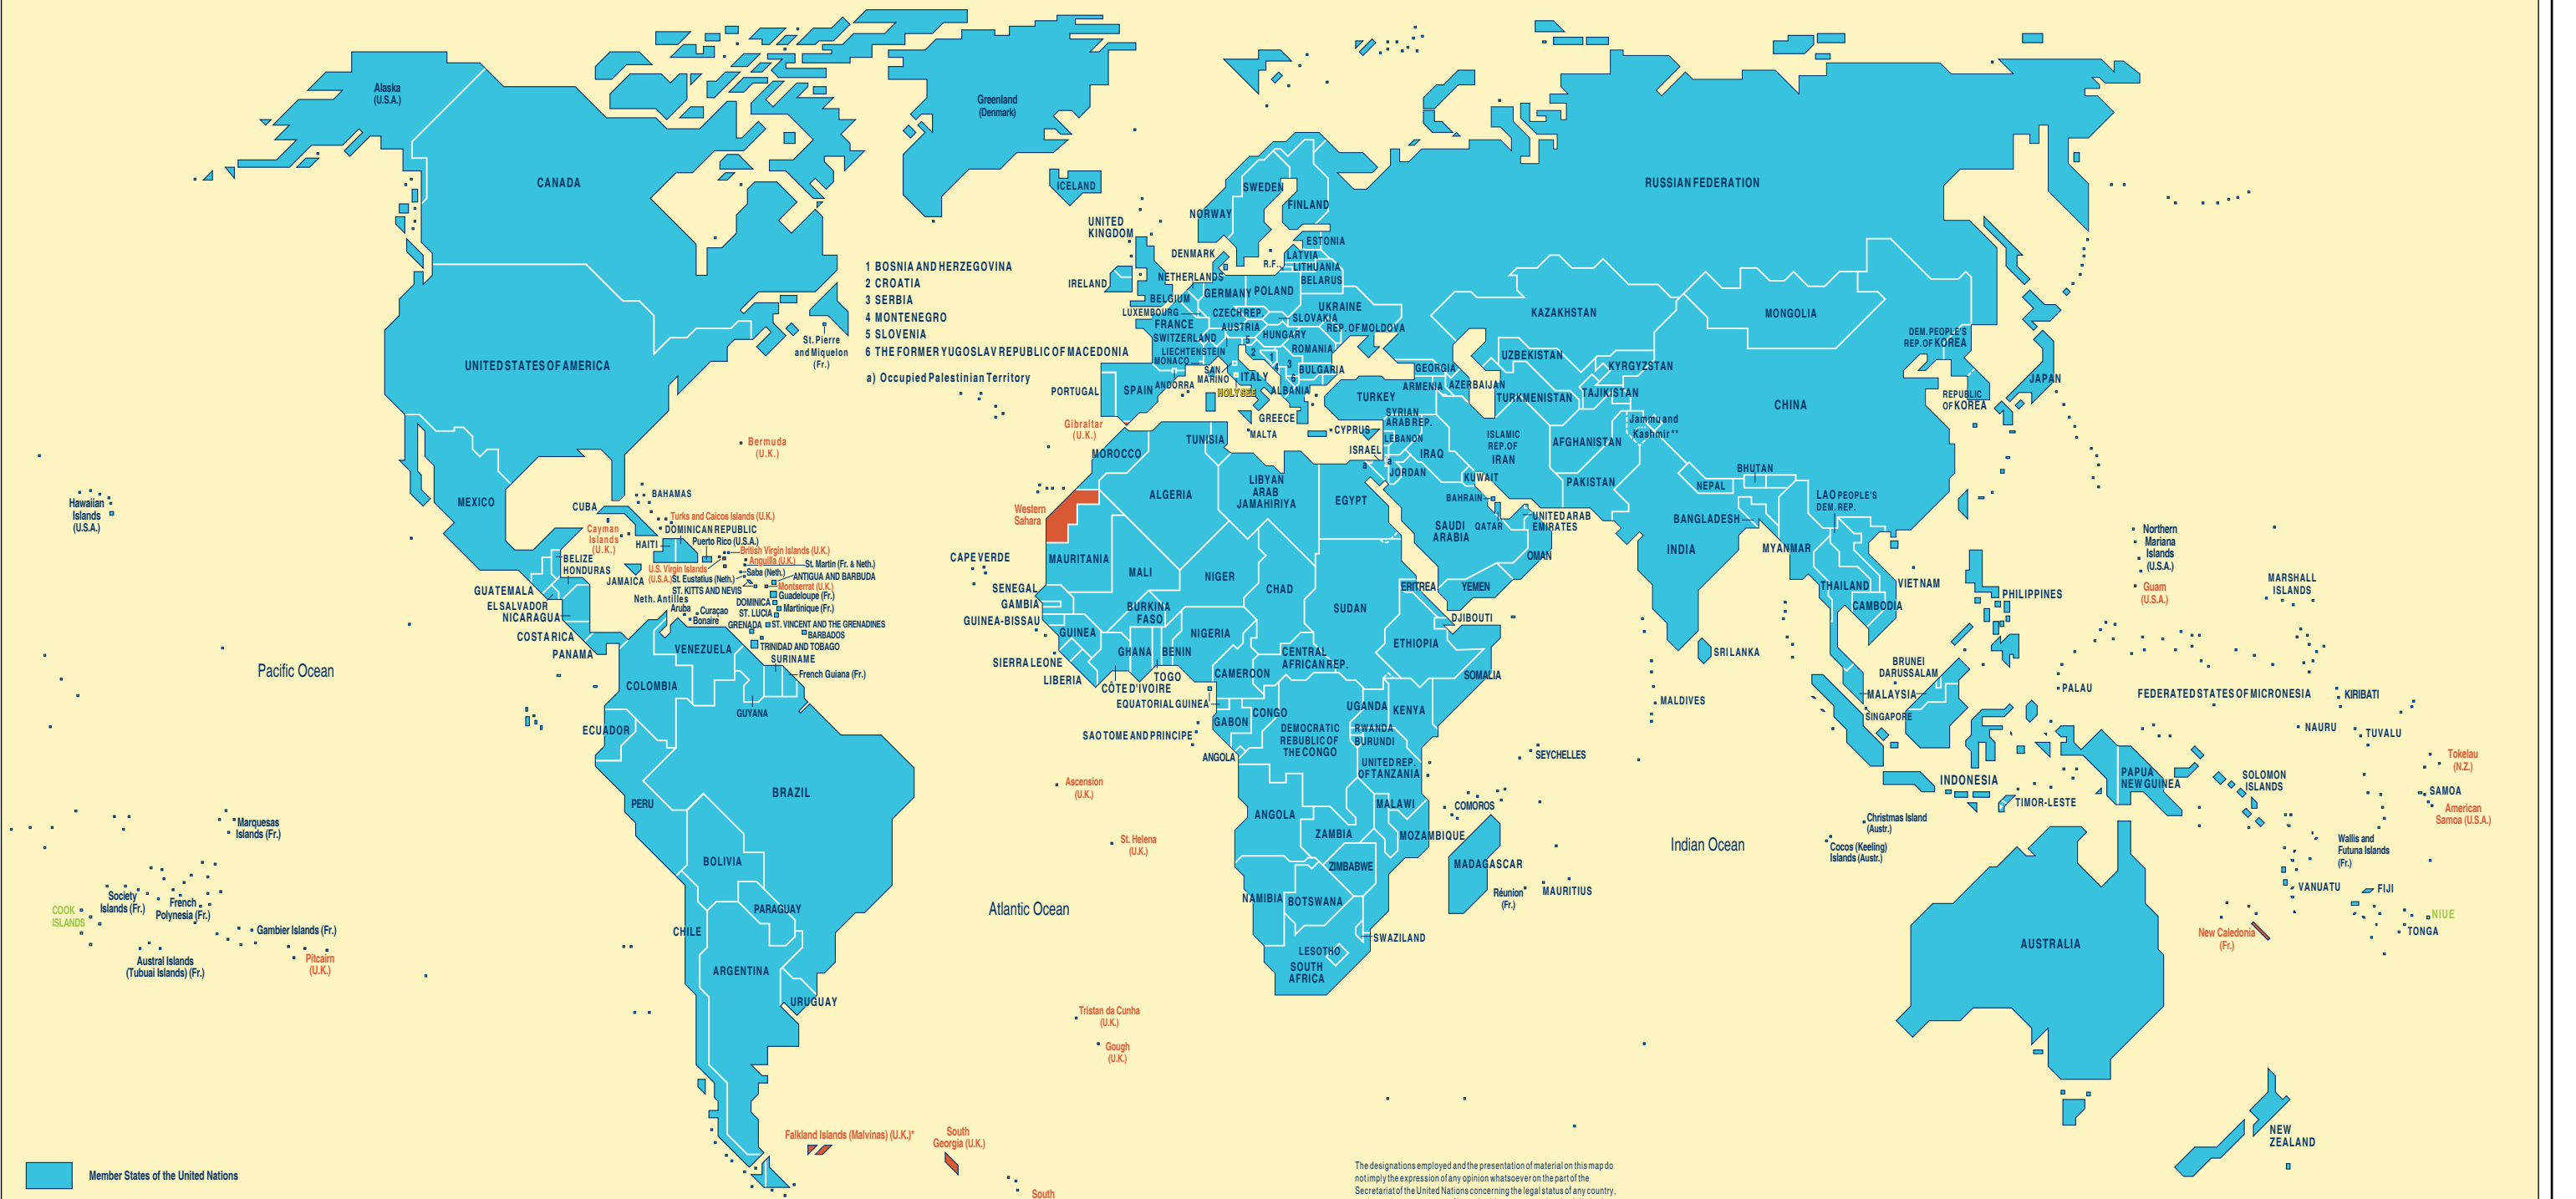 Alaska
(U.S.A.)
CANADA
UNITED STATES OF AMERICA
Greenland
(Denmark)
ICELAND
St. Pierre
and Miquelon
(Fr.)
1 BOSNIA AND HERZEGOVINA
2 CROATIA
3 SERBIA
4 MONTENEGRO
5 SLOVENIA
6 THE FORMER YUGOSLAV REPUBLIC OF MACEDONIA
a) Occupied Palestinian Territory
UNITED
KINGDOM
IRELAND
NORWAY
SWEDEN
FINLAND
DENMARK
ESTONIA
LATVIA
R.F.
LITHUANIA
BELARUS
NETHERLANDS
BELGIUM
GERMANY
POLAND
LUXEMBOURG
CZECH REP.
UKRAINE
SLOVAKIA
FRANCE
AUSTRIA
HUNGARY
REP. OF MOLDOVA
SWITZERLAND
5
LIECHTENSTEIN
2
1
ROMANIA
MONACO
3
4
SAN
MARINO
ITALY
6
BULGARIA
PORTUGAL
SPAIN
ANDORRA
HOLY SEE
ALBANIA
GREECE
TURKEY
Gibraltar
(U.K.)
MALTA
CYPRUS
SYRIAN
ARAB REP.
LEBANON
ISRAEL
a
a
JORDAN
IRAQ
GEORGIA
ARMENIA
AZERBAIJAN
RUSSIAN FEDERATION
KAZAKHSTAN
MONGOLIA
UZBEKISTAN
KYRGYZSTAN
TURKMENISTAN
TAJIKISTAN
CHINA
DEM. PEOPLE'S
REP. OF KOREA
REPUBLIC
OF KOREA
JAPAN
Jammu and
Kashmir **
AFGHANISTAN
ISLAMIC
REP. OF
IRAN
PAKISTAN
KUWAIT
BAHRAIN
QATAR
UNITED ARAB
EMIRATES
SAUDI
ARABIA
OMAN
YEMEN
NEPAL
BHUTAN
BANGLADESH
INDIA
MYANMAR
LAO PEOPLE'S
DEM. REP.
THAILAND
VIET NAM
CAMBODIA
PHILIPPINES
SRI LANKA
MALDIVES
BRUNEI
DARUSSALAM
MALAYSIA
SINGAPORE
INDONESIA
TIMOR-LESTE
PAPUA
NEW GUINEA
PALAU
Northern
Mariana
Islands
(U.S.A.)
Guam
(U.S.A.)
MARSHALL
ISLANDS
FEDERATED STATES OF MICRONESIA
KIRIBATI
NAURU
TUVALU
SOLOMON
ISLANDS
Tokelau
(N.Z.)
SAMOA
American
Samoa (U.S.A.)
Wallis and
Futuna Islands
(Fr.)
VANUATU
FIJI
NIUE
TONGA
New Caledonia
(Fr.)
Christmas Island
(Austr.)
Cocos (Keeling)
Islands (Austr.)
AUSTRALIA
NEW
ZEALAND
Hawaiian
Islands
(U.S.A.)
MEXICO
Bermuda
(U.K.)
CUBA
BAHAMAS
Cayman
Islands
(U.K.)
Turks and Caicos Islands (U.K.)
DOMINICAN REPUBLIC
HAITI
Puerto Rico (U.S.A.)
British Virgin Islands (U.K.)
Anguilla (U.K.)
St. Martin (Fr. & Neth.)
BELIZE
HONDURAS
JAMAICA
U.S. Virgin Islands
(U.S.A.)
Saba (Neth.)
St. Eustatius (Neth.)
ANTIGUA AND BARBUDA
ST. KITTS AND NEVIS
Montserrat (U.K.)
Guadeloupe (Fr.)
GUATEMALA
EL SALVADOR
NICARAGUA
Neth. Antilles
Aruba
Curaçao
Bonaire
DOMINICA
Martinique (Fr.)
ST. LUCIA
GRENADA
ST. VINCENT AND THE GRENADINES
BARBADOS
TRINIDAD AND TOBAGO
COSTA RICA
PANAMA
VENEZUELA
SURINAME
French Guiana (Fr.)
GUYANA
COLOMBIA
ECUADOR
PERU
BRAZIL
BOLIVIA
PARAGUAY
CHILE
ARGENTINA
URUGUAY
Pacific Ocean
Marquesas
Islands (Fr.)
Society
Islands (Fr.)
French
Polynesia (Fr.)
COOK
ISLANDS
Gambier Islands (Fr.)
Austral Islands
(Tubuai Islands) (Fr.)
Pitcairn
(U.K.)
Falkland Islands (Malvinas) (U.K.)*
South
Georgia (U.K.)
South
Western
Sahara
MOROCCO
TUNISIA
ALGERIA
LIBYAN
ARAB
JAMAHIRIYA
EGYPT
CAPE VERDE
MAURITANIA
MALI
NIGER
CHAD
SUDAN
ERITREA
SENEGAL
GAMBIA
GUINEA-BISSAU
GUINEA
BURKINA
FASO
NIGERIA
DJIBOUTI
ETHIOPIA
SIERRA LEONE
LIBERIA
GHANA
BENIN
TOGO
CÔTE D'IVOIRE
CAMEROON
CENTRAL
AFRICAN REP.
SOMALIA
EQUATORIAL GUINEA
GABON
CONGO
UGANDA
KENYA
SAO TOME AND PRINCIPE
DEMOCRATIC
REBUBLIC OF
THE CONGO
RWANDA
BURUNDI
ANGOLA
UNITED REP.
OF TANZANIA
SEYCHELLES
Ascension
(U.K.)
ANGOLA
MALAWI
COMOROS
ZAMBIA
MOZAMBIQUE
St. Helena
(U.K.)
ZIMBABWE
MADAGASCAR
NAMIBIA
BOTSWANA
Réunion
(Fr.)
MAURITIUS
SWAZILAND
LESOTHO
SOUTH
AFRICA
Atlantic Ocean
Indian Ocean
Tristan da Cunha
(U.K.)
Gough
(U.K.)
Member States of the United Nations
The designations employed and the presentation of material on this map do
not imply the expression of any opinion whatsoever on the part of the
Secretariat of the United Nations concerning the legal status of any country,